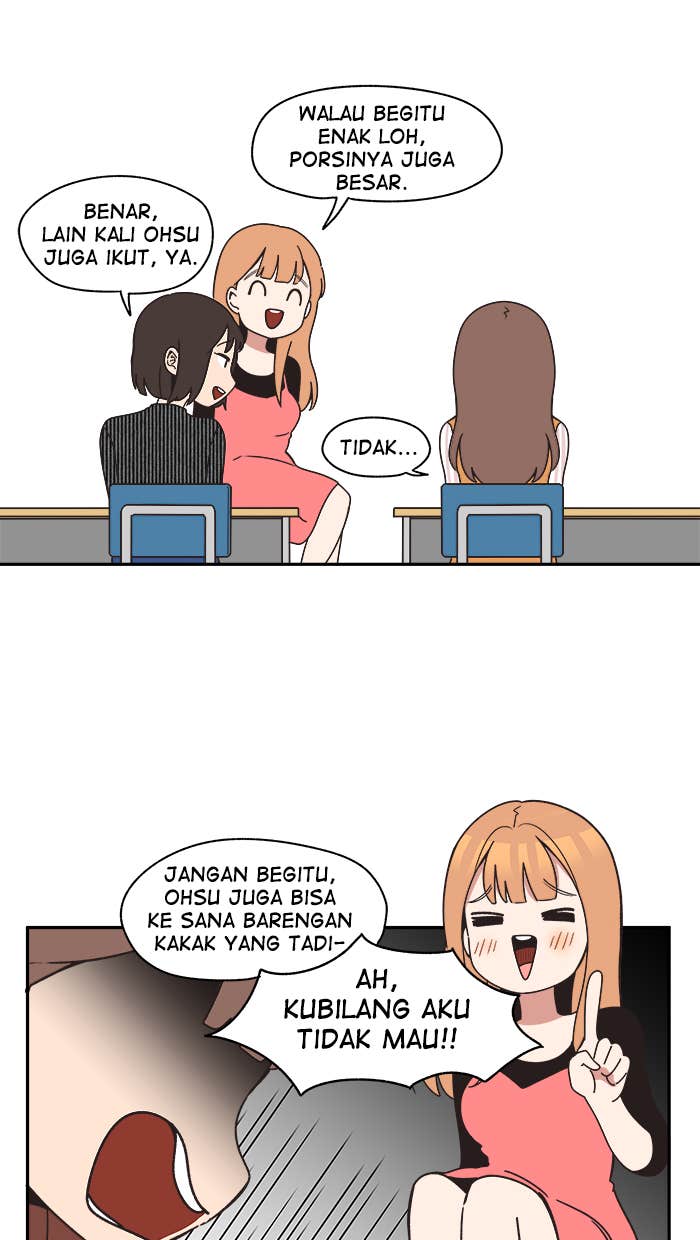 WALAU BEGITU
ENAK LOH,
PORSINYA JUGA
BESAR.
BENAR,
LAIN KALI OHSU
JUGA IKUT, YA.
TIDAK...
JANGAN BEGITU,
OHSU JUGA BISA
KE SANA BARENGAN
KAKAK YANG TADI-
AH,
KUBILANG AKU
TIDAK MAU!!